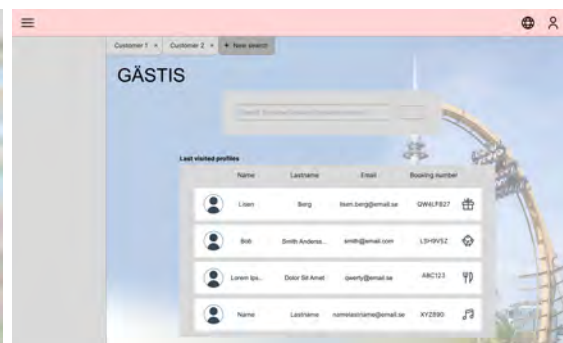 Customer 1 × Customer 2 × + New search
GÄSTIS
Last visited profiles
Name Lastname Email Booking number
Lisen Berg lisen.berg@email.se QW4LF827
Bob Smith Anderss... smith@email.com LSH9V5Z
Lorem Ips... Dolor Sit Amet qwerty@email.se ABC123
Name Lastname namelastname@email.se XYZ890